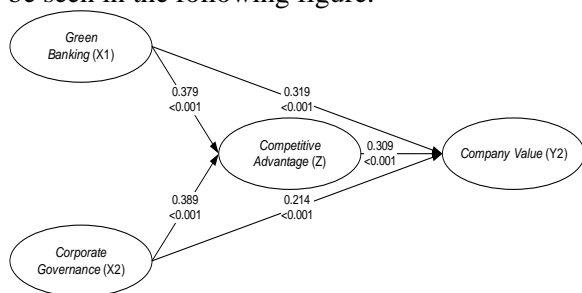 be seen in the following figure.
Green
Banking (X1)
0.379
<0.001
0.319
<0.001
Competitive
Advantage (Z)
0.309
<0.001
Company Value (Y2)
0.389
<0.001
0.214
<0.001
Corporate
Governance (X2)